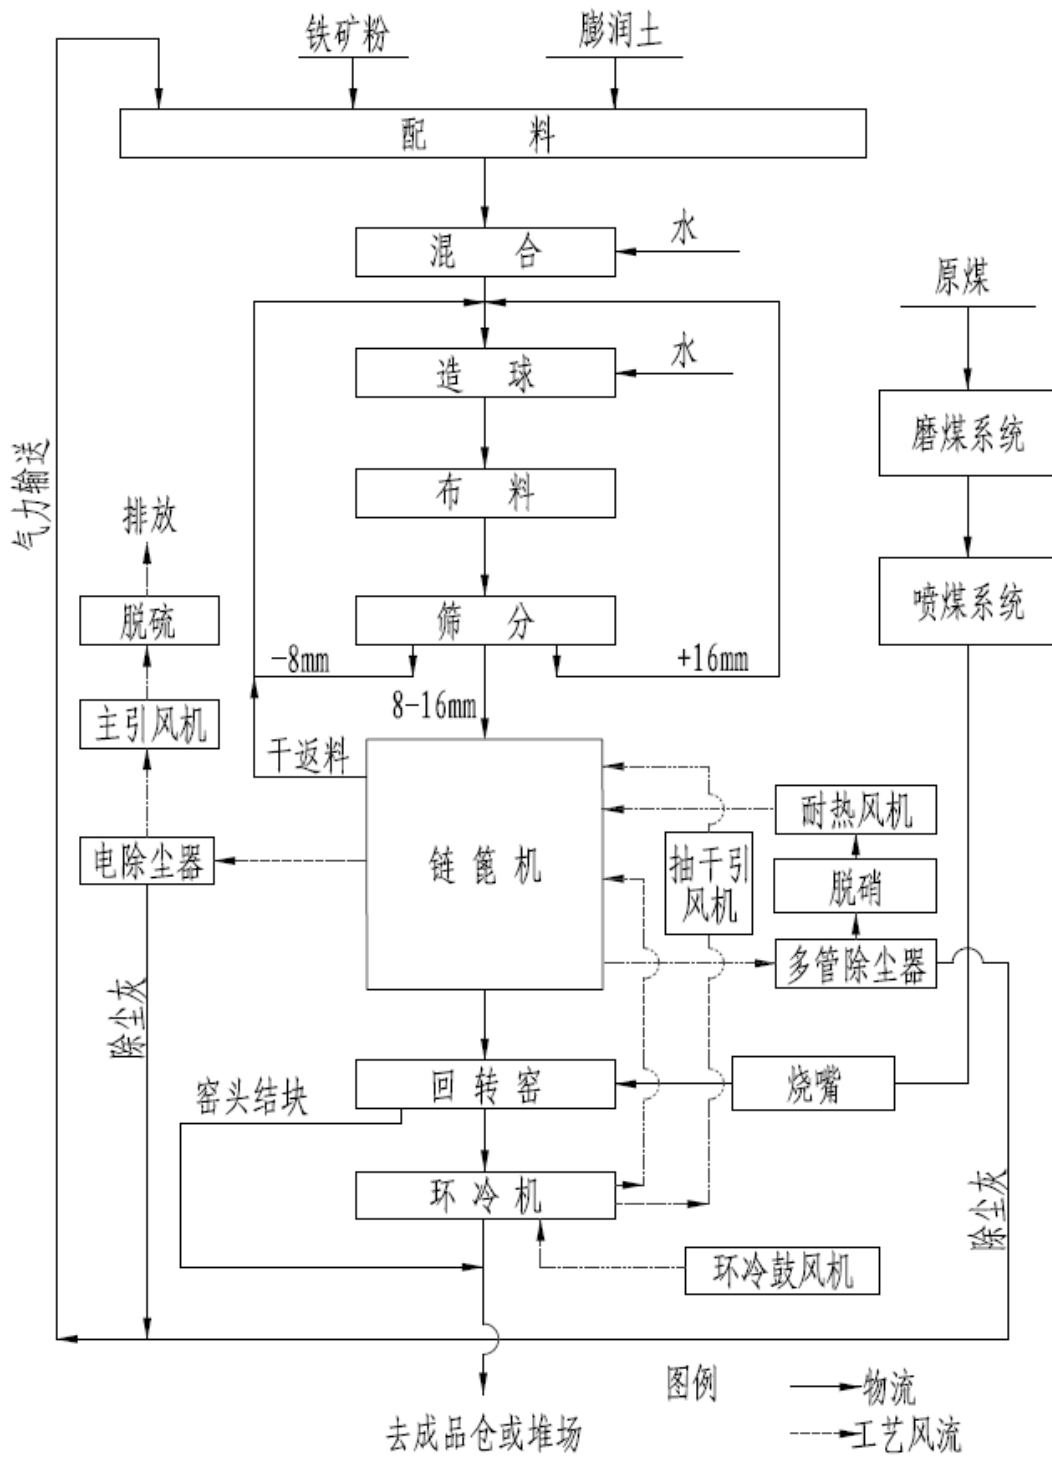 铁矿粉
膨润土
配 料
混 合
水
原煤
造 球
水
磨煤系统
气力输送
布 料
排放
喷煤系统
脱硫
筛 分
-8mm
+16mm
8-16mm
主引风机
干返料
耐热风机
电除尘器
链 篦 机
抽干引
风机
脱硝
多管除尘器
除尘灰
回 转 窑
烧嘴
窑头结块
环 冷 机
除尘灰
环冷鼓风机
图例
物流
去成品仓或堆场
工艺风流